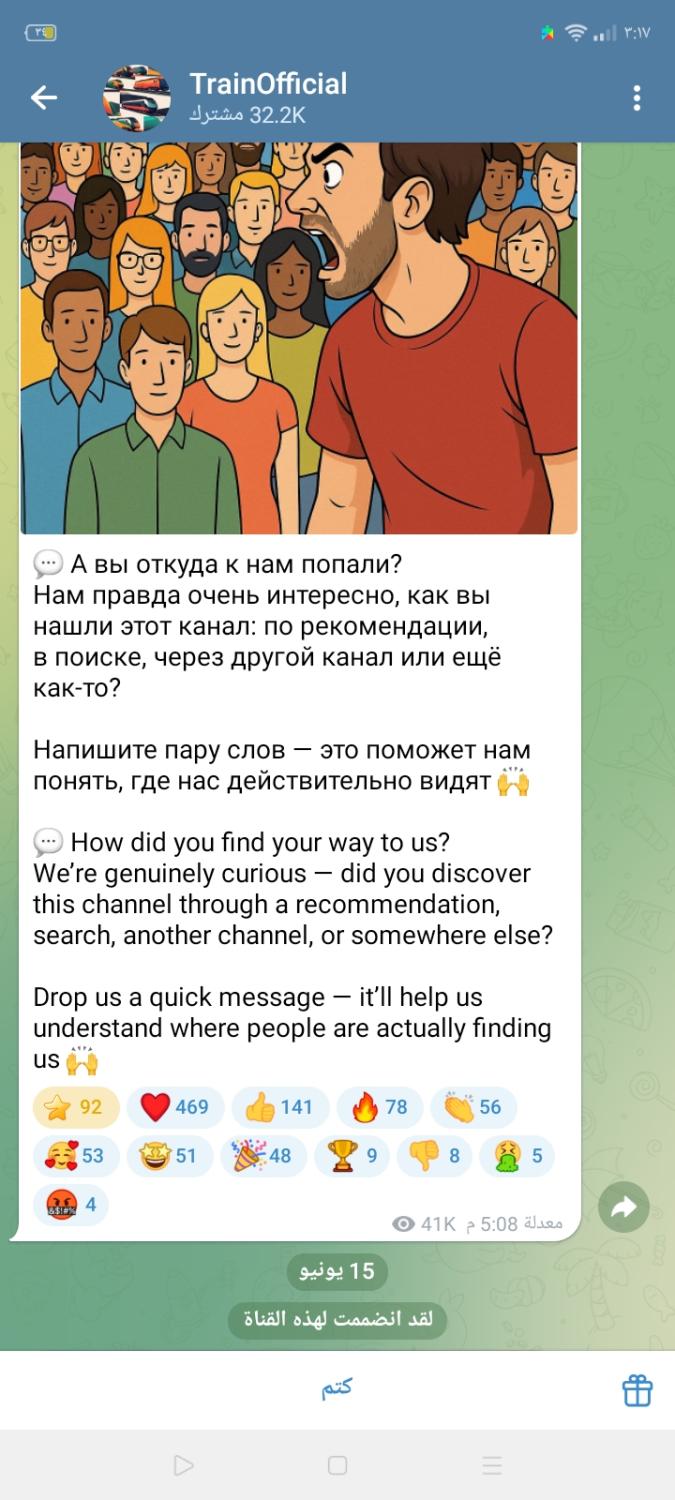 ٣٤
٣:١٧
TrainOfficial
32.2K مشترك
💬 А вы откуда к нам попали?
Нам правда очень интересно, как вы
нашли этот канал: по рекомендации,
в поиске, через другой канал или ещё
как-то?
Напишите пару слов — это поможет нам
понять, где нас действительно видят 🙌
💬 How did you find your way to us?
We’re genuinely curious — did you discover
this channel through a recommendation,
search, another channel, or somewhere else?
Drop us a quick message — it’ll help us
understand where people are actually finding
us 🙌
⭐ 92 ❤️ 469 👍 141 🔥 78 👏 56
🥰 53 🤩 51 🎉 48 🏆 9 👎 8 🤮 5
🤬 4
41K معدلة 5:08 م
15 يونيو
لقد انضممت لهذه القناة
كتم